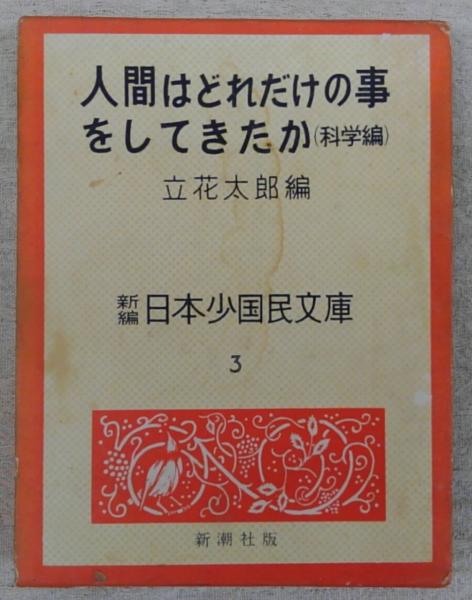 人間はどれだけの事
をしてきたか(科学編)
立花太郎編
新編 日本少国民文庫
3
新潮社版